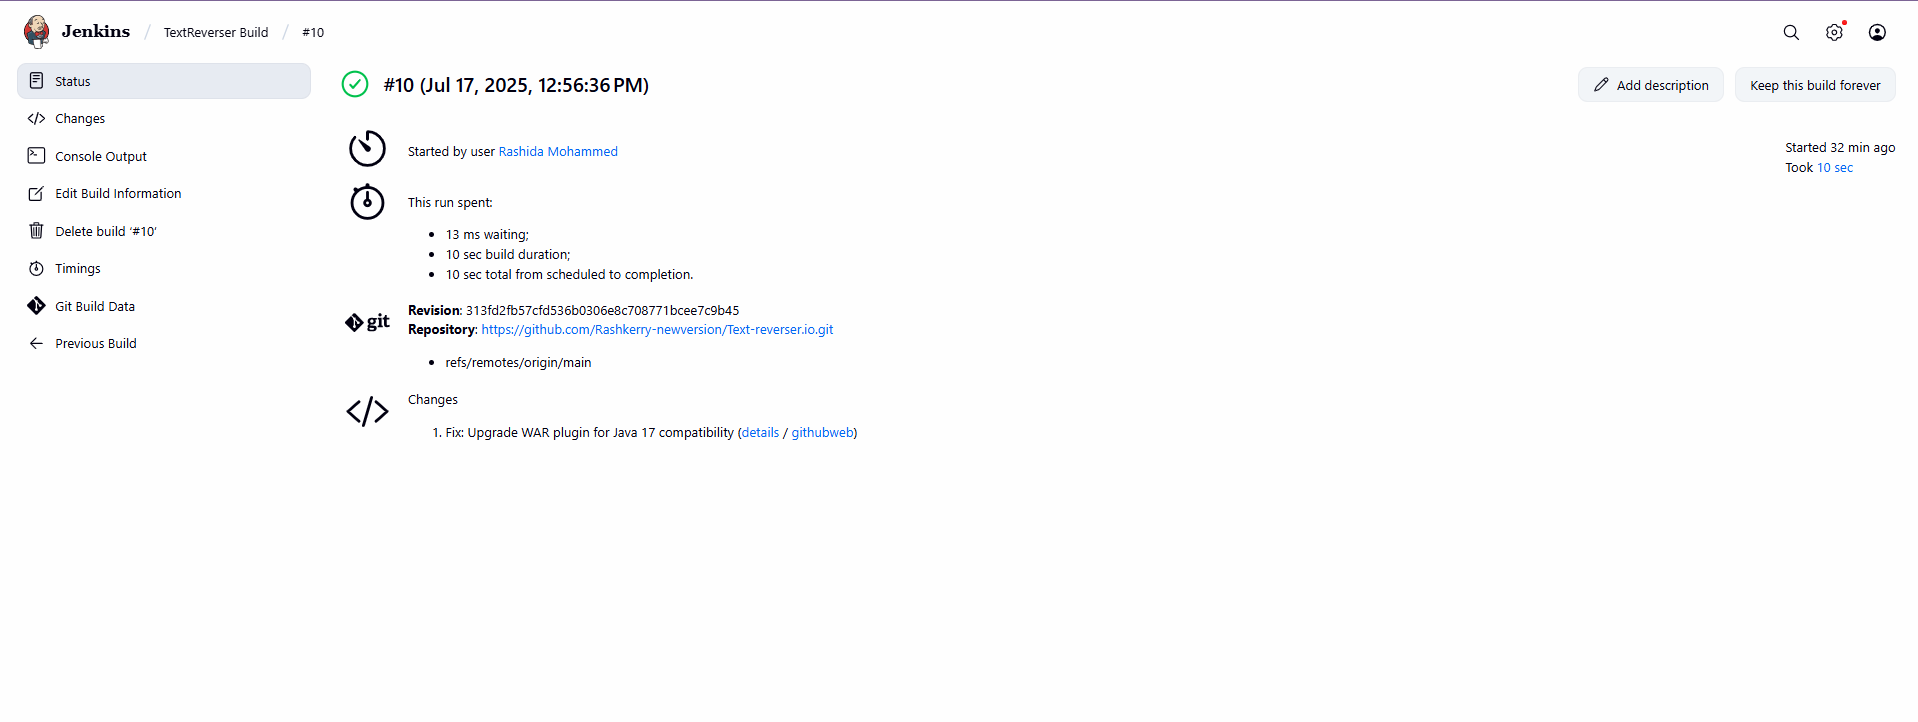 Jenkins / TextReverser Build / #10
Status
Changes
Console Output
Edit Build Information
Delete build ‘#10’
Timings
Git Build Data
Previous Build
#10 (Jul 17, 2025, 12:56:36 PM)
Add description
Keep this build forever
Started by user Rashida Mohammed
Started 32 min ago
Took 10 sec
This run spent:
• 13 ms waiting;
• 10 sec build duration;
• 10 sec total from scheduled to completion.
git
Revision: 313fd2fb57cfd536b0306e8c708771bcee7c9b45
Repository: https://github.com/Rashkerry-newversion/Text-reverser.io.git
• refs/remotes/origin/main
Changes
1. Fix: Upgrade WAR plugin for Java 17 compatibility (details / githubweb)